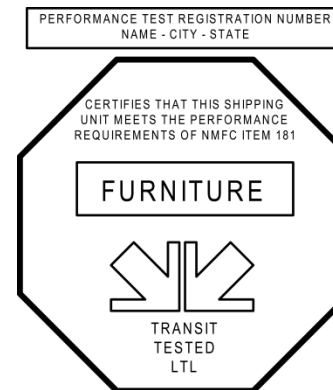 PERFORMANCE TEST REGISTRATION NUMBER
NAME - CITY - STATE
CERTIFIES THAT THIS SHIPPING
UNIT MEETS THE PERFORMANCE
REQUIREMENTS OF NMFC ITEM 181
FURNITURE
TRANSIT
TESTED
LTL